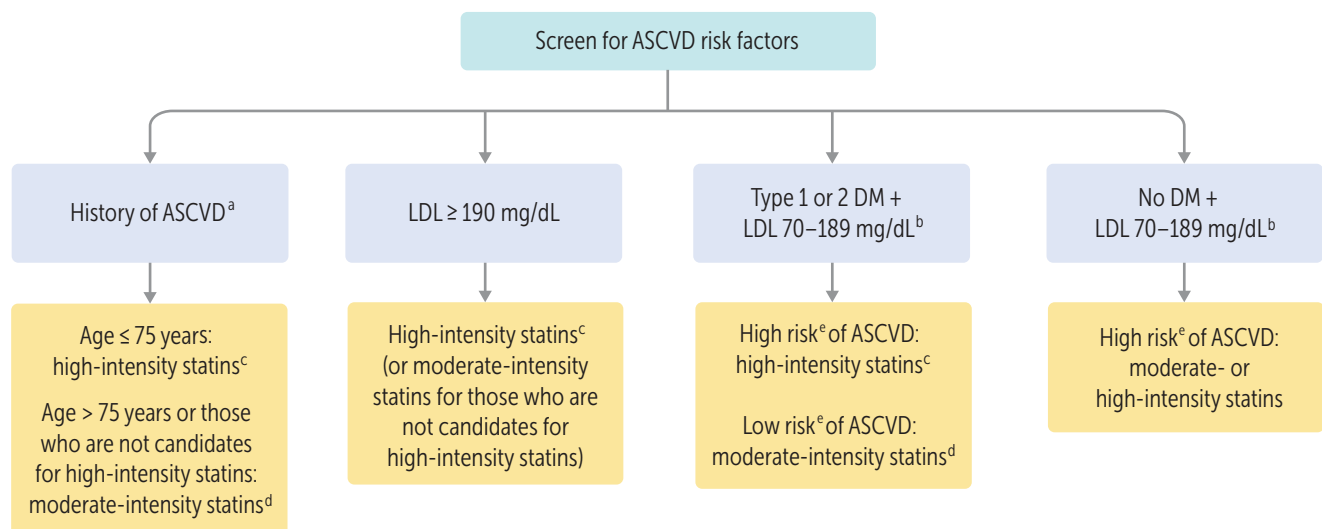 Screen for ASCVD risk factors
History of ASCVDᵃ
LDL ≥ 190 mg/dL
Type 1 or 2 DM +
LDL 70–189 mg/dLᵇ
No DM +
LDL 70–189 mg/dLᵇ
Age ≤ 75 years:
high-intensity statinsᶜ
Age > 75 years or those
who are not candidates
for high-intensity statins:
moderate-intensity statinsᵈ
High-intensity statinsᶜ
(or moderate-intensity
statins for those who are
not candidates for
high-intensity statins)
High riskᵉ of ASCVD:
high-intensity statinsᶜ
Low riskᵉ of ASCVD:
moderate-intensity statinsᵈ
High riskᵉ of ASCVD:
moderate- or
high-intensity statins